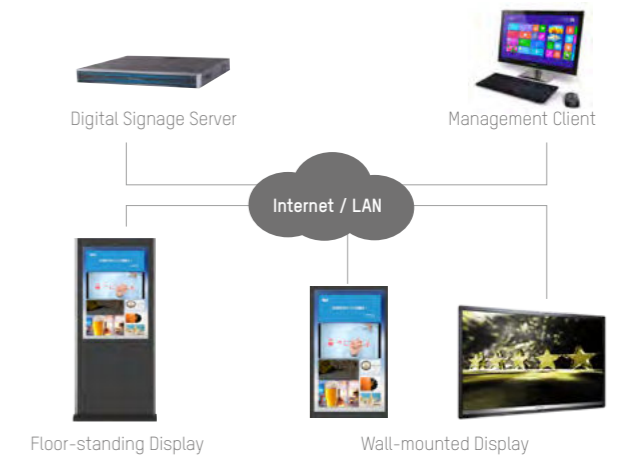 Digital Signage Server
Management Client
Internet / LAN
Floor-standing Display
Wall-mounted Display